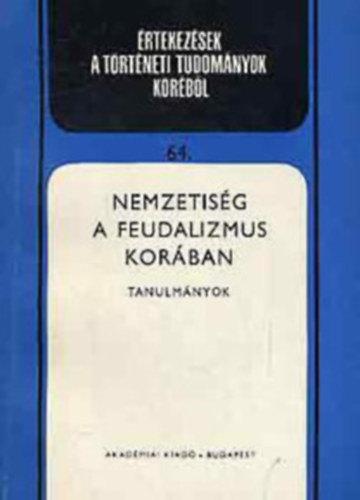 ÉRTEKEZÉSEK
A TÖRTÉNETI TUDOMÁNYOK
KÖRÉBŐL
64.
NEMZETISÉG
A FEUDALIZMUS
KORÁBAN
TANULMÁNYOK
AKADÉMIAI KIADÓ • BUDAPEST